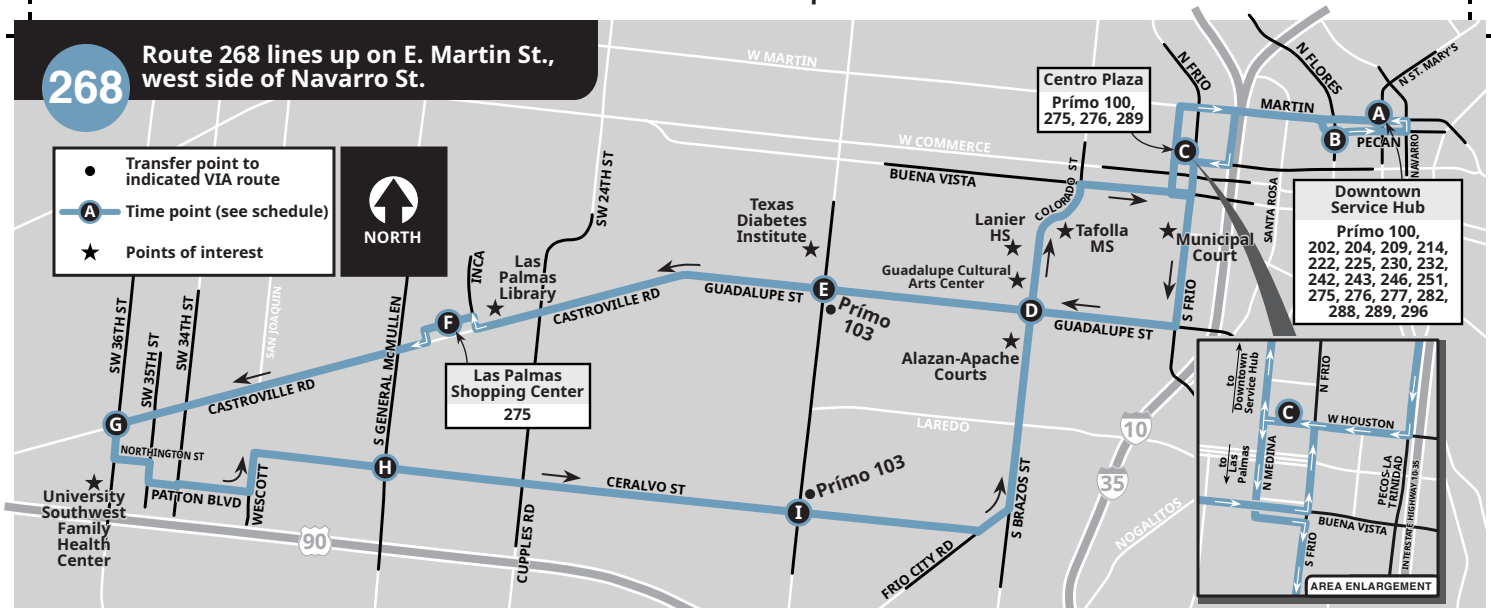 268
Route 268 lines up on E. Martin St.,
west side of Navarro St.
Transfer point to
indicated VIA route
A
Time point (see schedule)
Points of interest
NORTH
W MARTIN
W COMMERCE
BUENA VISTA
COLORADO ST
N FRIO
N FLORES
N ST. MARY'S
MARTIN
A
B
PECAN
NAVARRO
SANTA ROSA
Centro Plaza
Prímo 100,
275, 276, 289
C
Downtown
Service Hub
Prímo 100,
202, 204, 209, 214,
222, 225, 230, 232,
242, 243, 246, 251,
275, 276, 277, 282,
288, 289, 296
SW 24TH ST
Texas
Diabetes
Institute
Lanier
HS
Tafolla
MS
Municipal
Court
Guadalupe Cultural
Arts Center
INCA
Las
Palmas
Library
CASTROVILLE RD
GUADALUPE ST
E
Prímo
103
D
GUADALUPE ST
S FRIO
Alazan-Apache
Courts
F
Las Palmas
Shopping Center
275
SW 36TH ST
SW 35TH ST
SW 34TH ST
SAN JOAQUIN
S GENERAL McMULLEN
CASTROVILLE RD
G
NORTHINGTON ST
PATTON BLVD
WESCOTT
H
CERALVO ST
I
Prímo 103
LAREDO
S BRAZOS ST
FRIO CITY RD
CUPPLES RD
University
Southwest
Family
Health
Center
90
10
35
NOGALITOS
to
Downtown
Service Hub
N FRIO
C
W HOUSTON
to
Las
Palmas
N MEDINA
PECOS-LA
TRINIDAD
INTERSTATE HIGHWAY 10-35
BUENA VISTA
S FRIO
AREA ENLARGEMENT